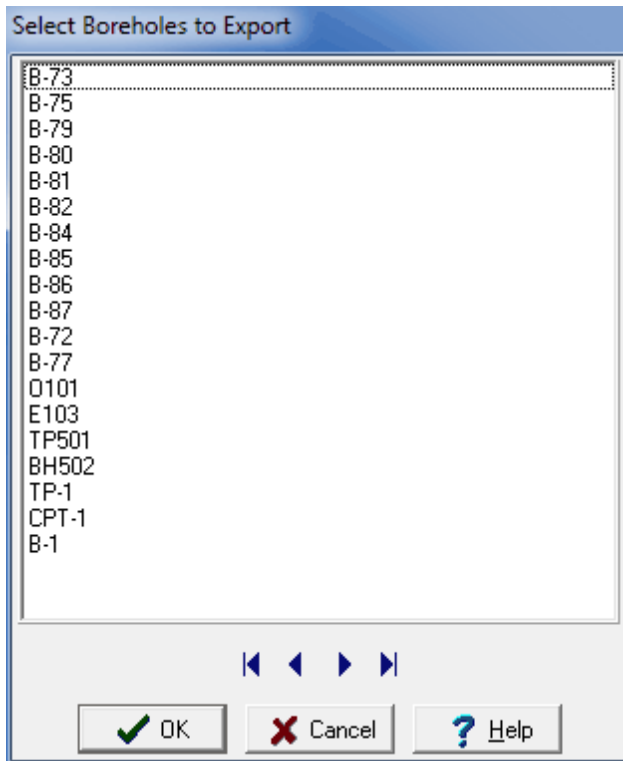 Select Boreholes to Export
B-73
B-75
B-79
B-80
B-81
B-82
B-84
B-85
B-86
B-87
B-72
B-77
O101
E103
TP501
BH502
TP-1
CPT-1
B-1
OK Cancel Help